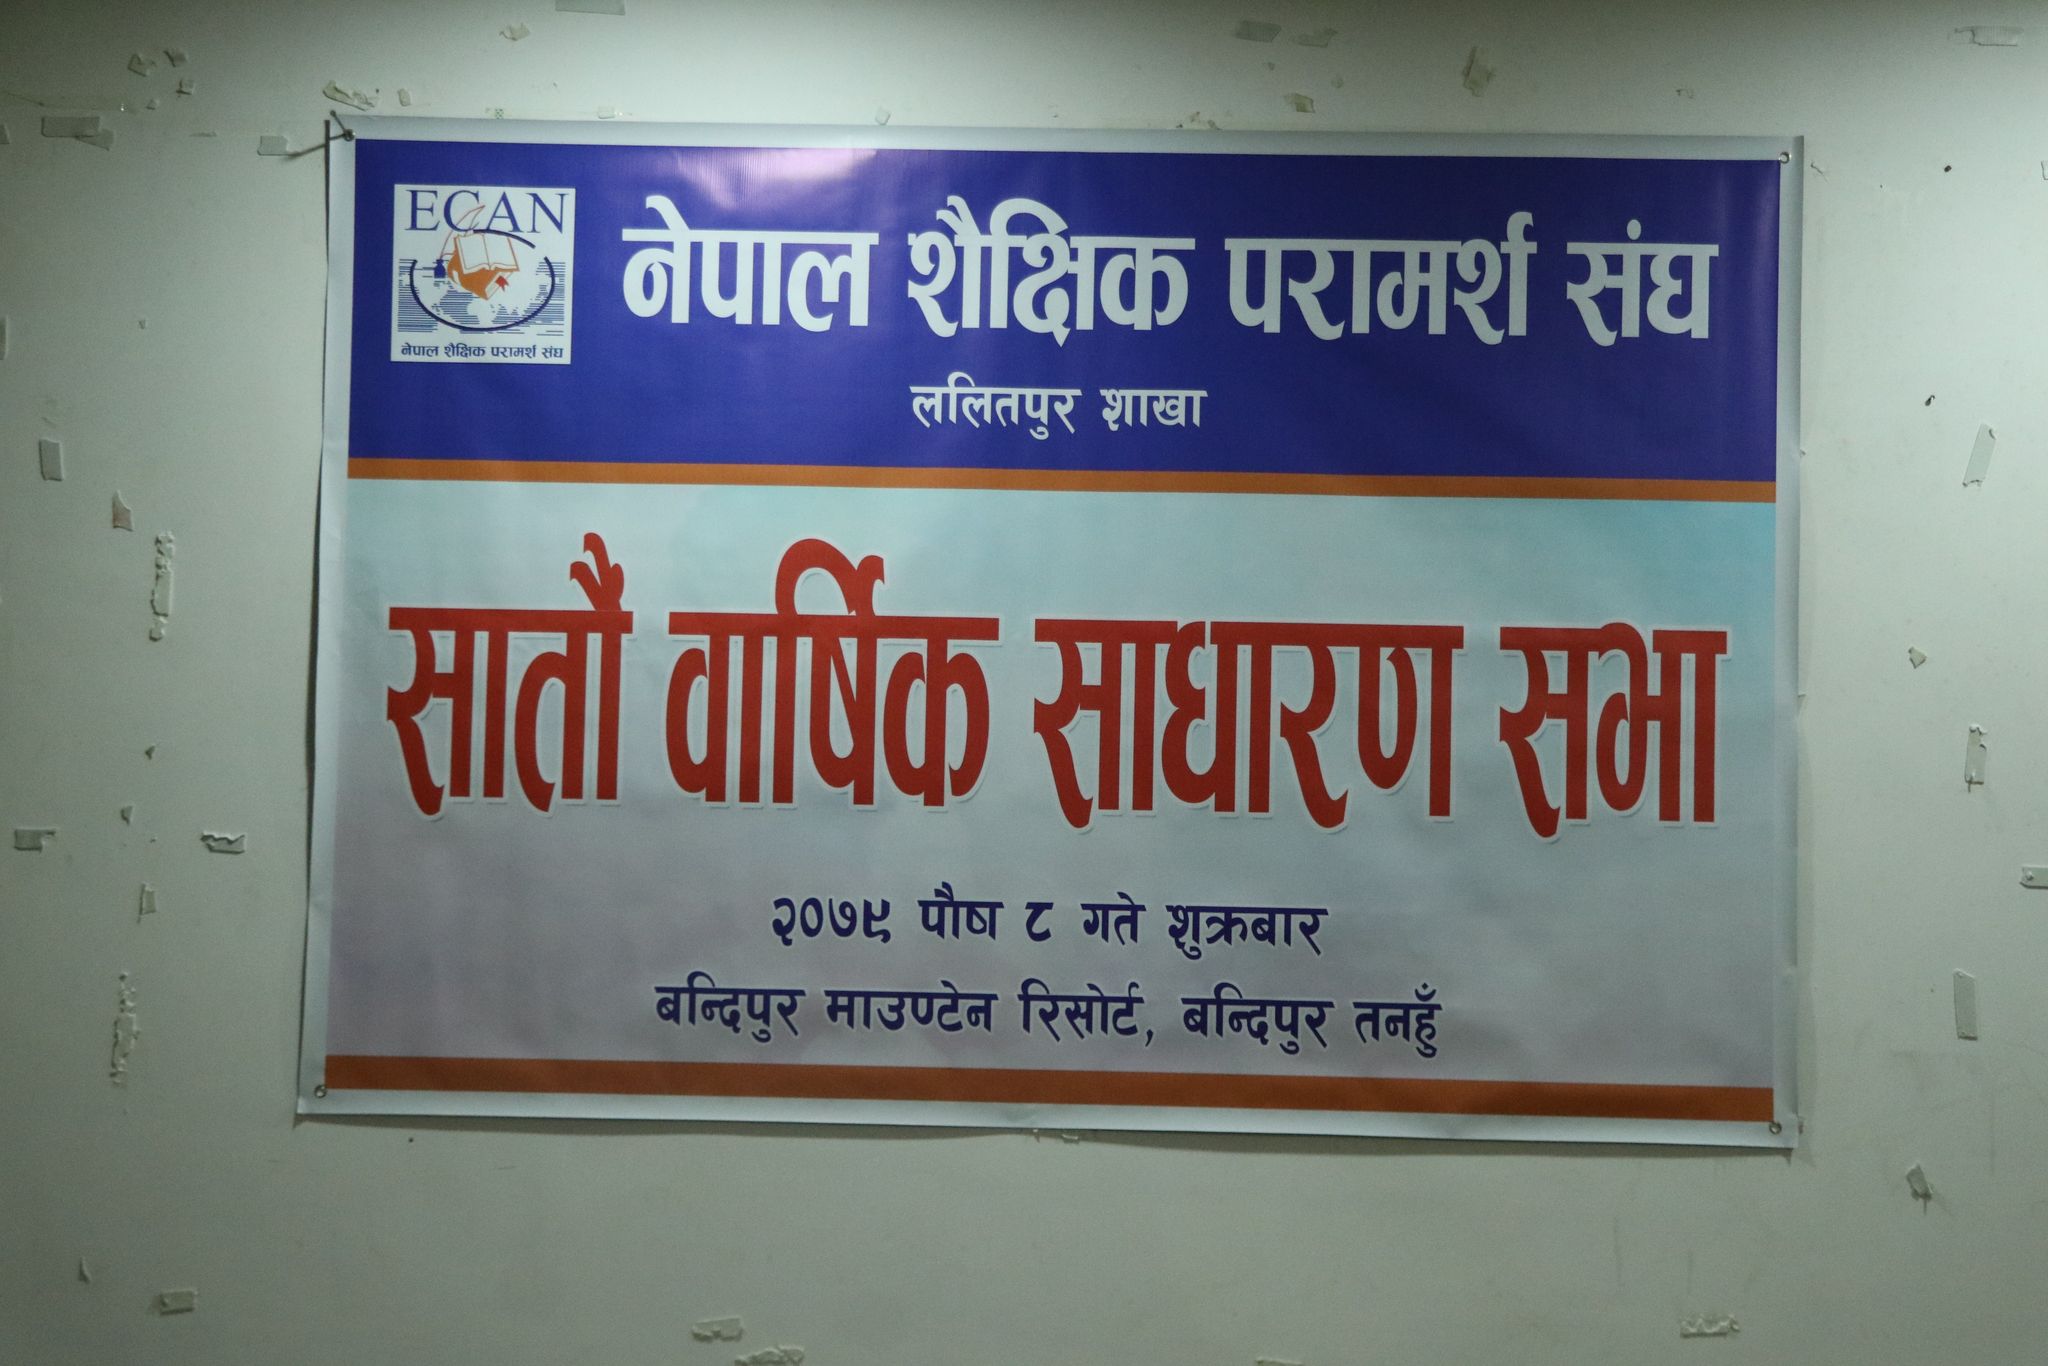 ECAN
नेपाल शैक्षिक परामर्श संघ
नेपाल शैक्षिक परामर्श संघ
ललितपुर शाखा
सातौ वार्षिक साधारण सभा
२०७९ पौष ८ गते शुक्रबार
बन्दिपुर माउण्टेन रिसोर्ट, बन्दिपुर तनहुँ